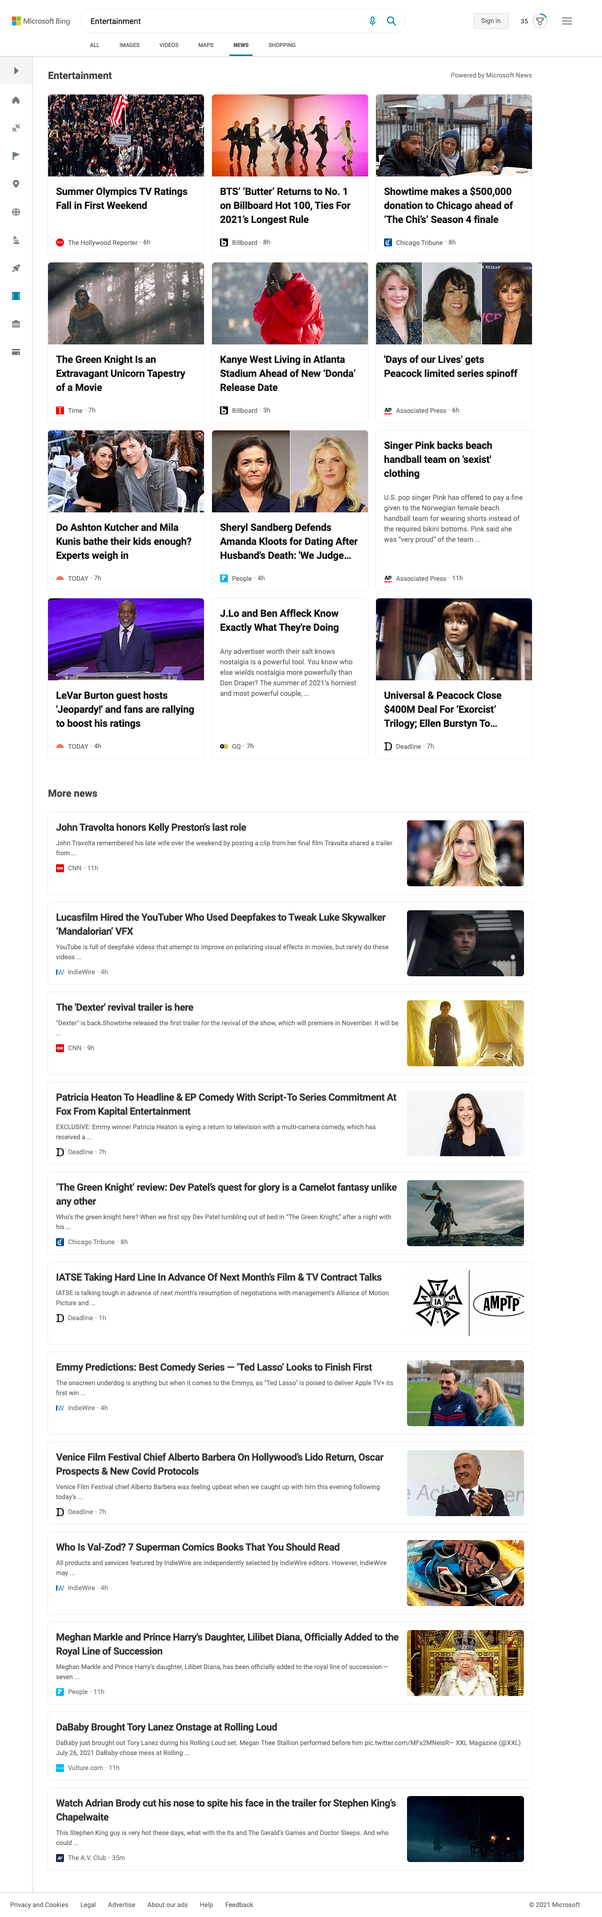 Microsoft Bing
Entertainment
Sign in
35
ALL
IMAGES
VIDEOS
MAPS
NEWS
SHOPPING
Entertainment
Powered by Microsoft News
Summer Olympics TV Ratings
Fall in First Weekend
The Hollywood Reporter · 6h
BTS' 'Butter' Returns to No. 1
on Billboard Hot 100, Ties For
2021's Longest Rule
Billboard · 8h
Showtime makes a $500,000
donation to Chicago ahead of
'The Chi's' Season 4 finale
Chicago Tribune · 8h
The Green Knight Is an
Extravagant Unicorn Tapestry
of a Movie
Time · 7h
Kanye West Living in Atlanta
Stadium Ahead of New 'Donda'
Release Date
Billboard · 3h
'Days of our Lives' gets
Peacock limited series spinoff
Associated Press · 6h
Do Ashton Kutcher and Mila
Kunis bathe their kids enough?
Experts weigh in
TODAY · 7h
Sheryl Sandberg Defends
Amanda Kloots for Dating After
Husband's Death: 'We Judge...
People · 4h
Singer Pink backs beach
handball team on 'sexist'
clothing
U.S. pop singer Pink has offered to pay a fine
given to the Norwegian female beach
handball team for wearing shorts instead of
the required bikini bottoms. Pink said she
was "very proud" of the team ...
Associated Press · 11h
LeVar Burton guest hosts
'Jeopardy!' and fans are rallying
to boost his ratings
TODAY · 4h
J.Lo and Ben Affleck Know
Exactly What They're Doing
Any advertiser worth their salt knows
nostalgia is a powerful tool. You know who
else wields nostalgia more powerfully than
Don Draper? The summer of 2021's horniest
and most powerful couple, ...
GQ · 7h
Universal & Peacock Close
$400M Deal For 'Exorcist'
Trilogy; Ellen Burstyn To...
Deadline · 7h
More news
John Travolta honors Kelly Preston's last role
John Travolta remembered his late wife over the weekend by posting a clip from her final film.Travolta shared a trailer
from ...
CNN · 11h
Lucasfilm Hired the YouTuber Who Used Deepfakes to Tweak Luke Skywalker
'Mandalorian' VFX
YouTube is full of deepfake videos that attempt to improve on polarizing visual effects in movies, but rarely do these
videos ...
IndieWire · 4h
The 'Dexter' revival trailer is here
"Dexter" is back.Showtime released the first trailer for the revival of the show, which will premiere in November. It will be
...
CNN · 9h
Patricia Heaton To Headline & EP Comedy With Script-To Series Commitment At
Fox From Kapital Entertainment
EXCLUSIVE: Emmy winner Patricia Heaton is eying a return to television with a multi-camera comedy, which has
received a ...
Deadline · 7h
'The Green Knight' review: Dev Patel's quest for glory is a Camelot fantasy unlike
any other
Who's the green knight here? When we first spy Dev Patel tumbling out of bed in "The Green Knight," after a night with
his ...
Chicago Tribune · 8h
IATSE Taking Hard Line In Advance Of Next Month's Film & TV Contract Talks
IATSE is talking tough in advance of next month's resumption of negotiations with management's Alliance of Motion
Picture and ...
Deadline · 1h
AMPTP
Emmy Predictions: Best Comedy Series — 'Ted Lasso' Looks to Finish First
The onscreen underdog is anything but when it comes to the Emmys, as "Ted Lasso" is poised to deliver Apple TV+ its
first win ...
IndieWire · 4h
Venice Film Festival Chief Alberto Barbera On Hollywood's Lido Return, Oscar
Prospects & New Covid Protocols
Venice Film Festival chief Alberto Barbera was feeling upbeat when we caught up with him this evening following
today's ...
Deadline · 7h
Who Is Val-Zod? 7 Superman Comics Books That You Should Read
All products and services featured by IndieWire are independently selected by IndieWire editors. However, IndieWire
may ...
IndieWire · 4h
Meghan Markle and Prince Harry's Daughter, Lilibet Diana, Officially Added to the
Royal Line of Succession
Meghan Markle and Prince Harry's daughter, Lilibet Diana, has been officially added to the royal line of succession —
seven ...
People · 11h
DaBaby Brought Tory Lanez Onstage at Rolling Loud
DaBaby just brought out Tory Lanez during his Rolling Loud set. Megan Thee Stallion performed before him pic.twitter.com/MFx2MNeisR— XXL Magazine (@XXL)
July 26, 2021 DaBaby chose mess at Rolling ...
Vulture.com · 11h
Watch Adrian Brody cut his nose to spite his face in the trailer for Stephen King's
Chapelwaite
This Stephen King guy is very hot these days, what with the Its and The Gerald's Games and Doctor Sleeps. And who
could ...
The A.V. Club · 35m
Privacy and Cookies
Legal
Advertise
About our ads
Help
Feedback
© 2021 Microsoft